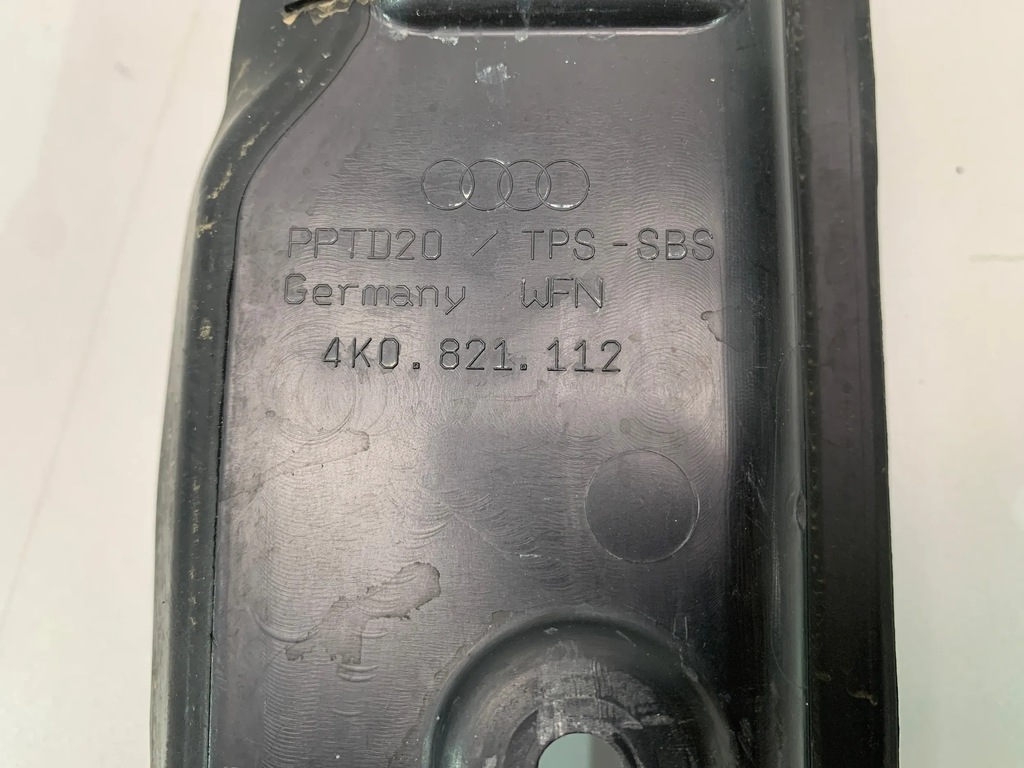 PPTD20 / TPS-SBS
Germany WFN
4K0.821.112